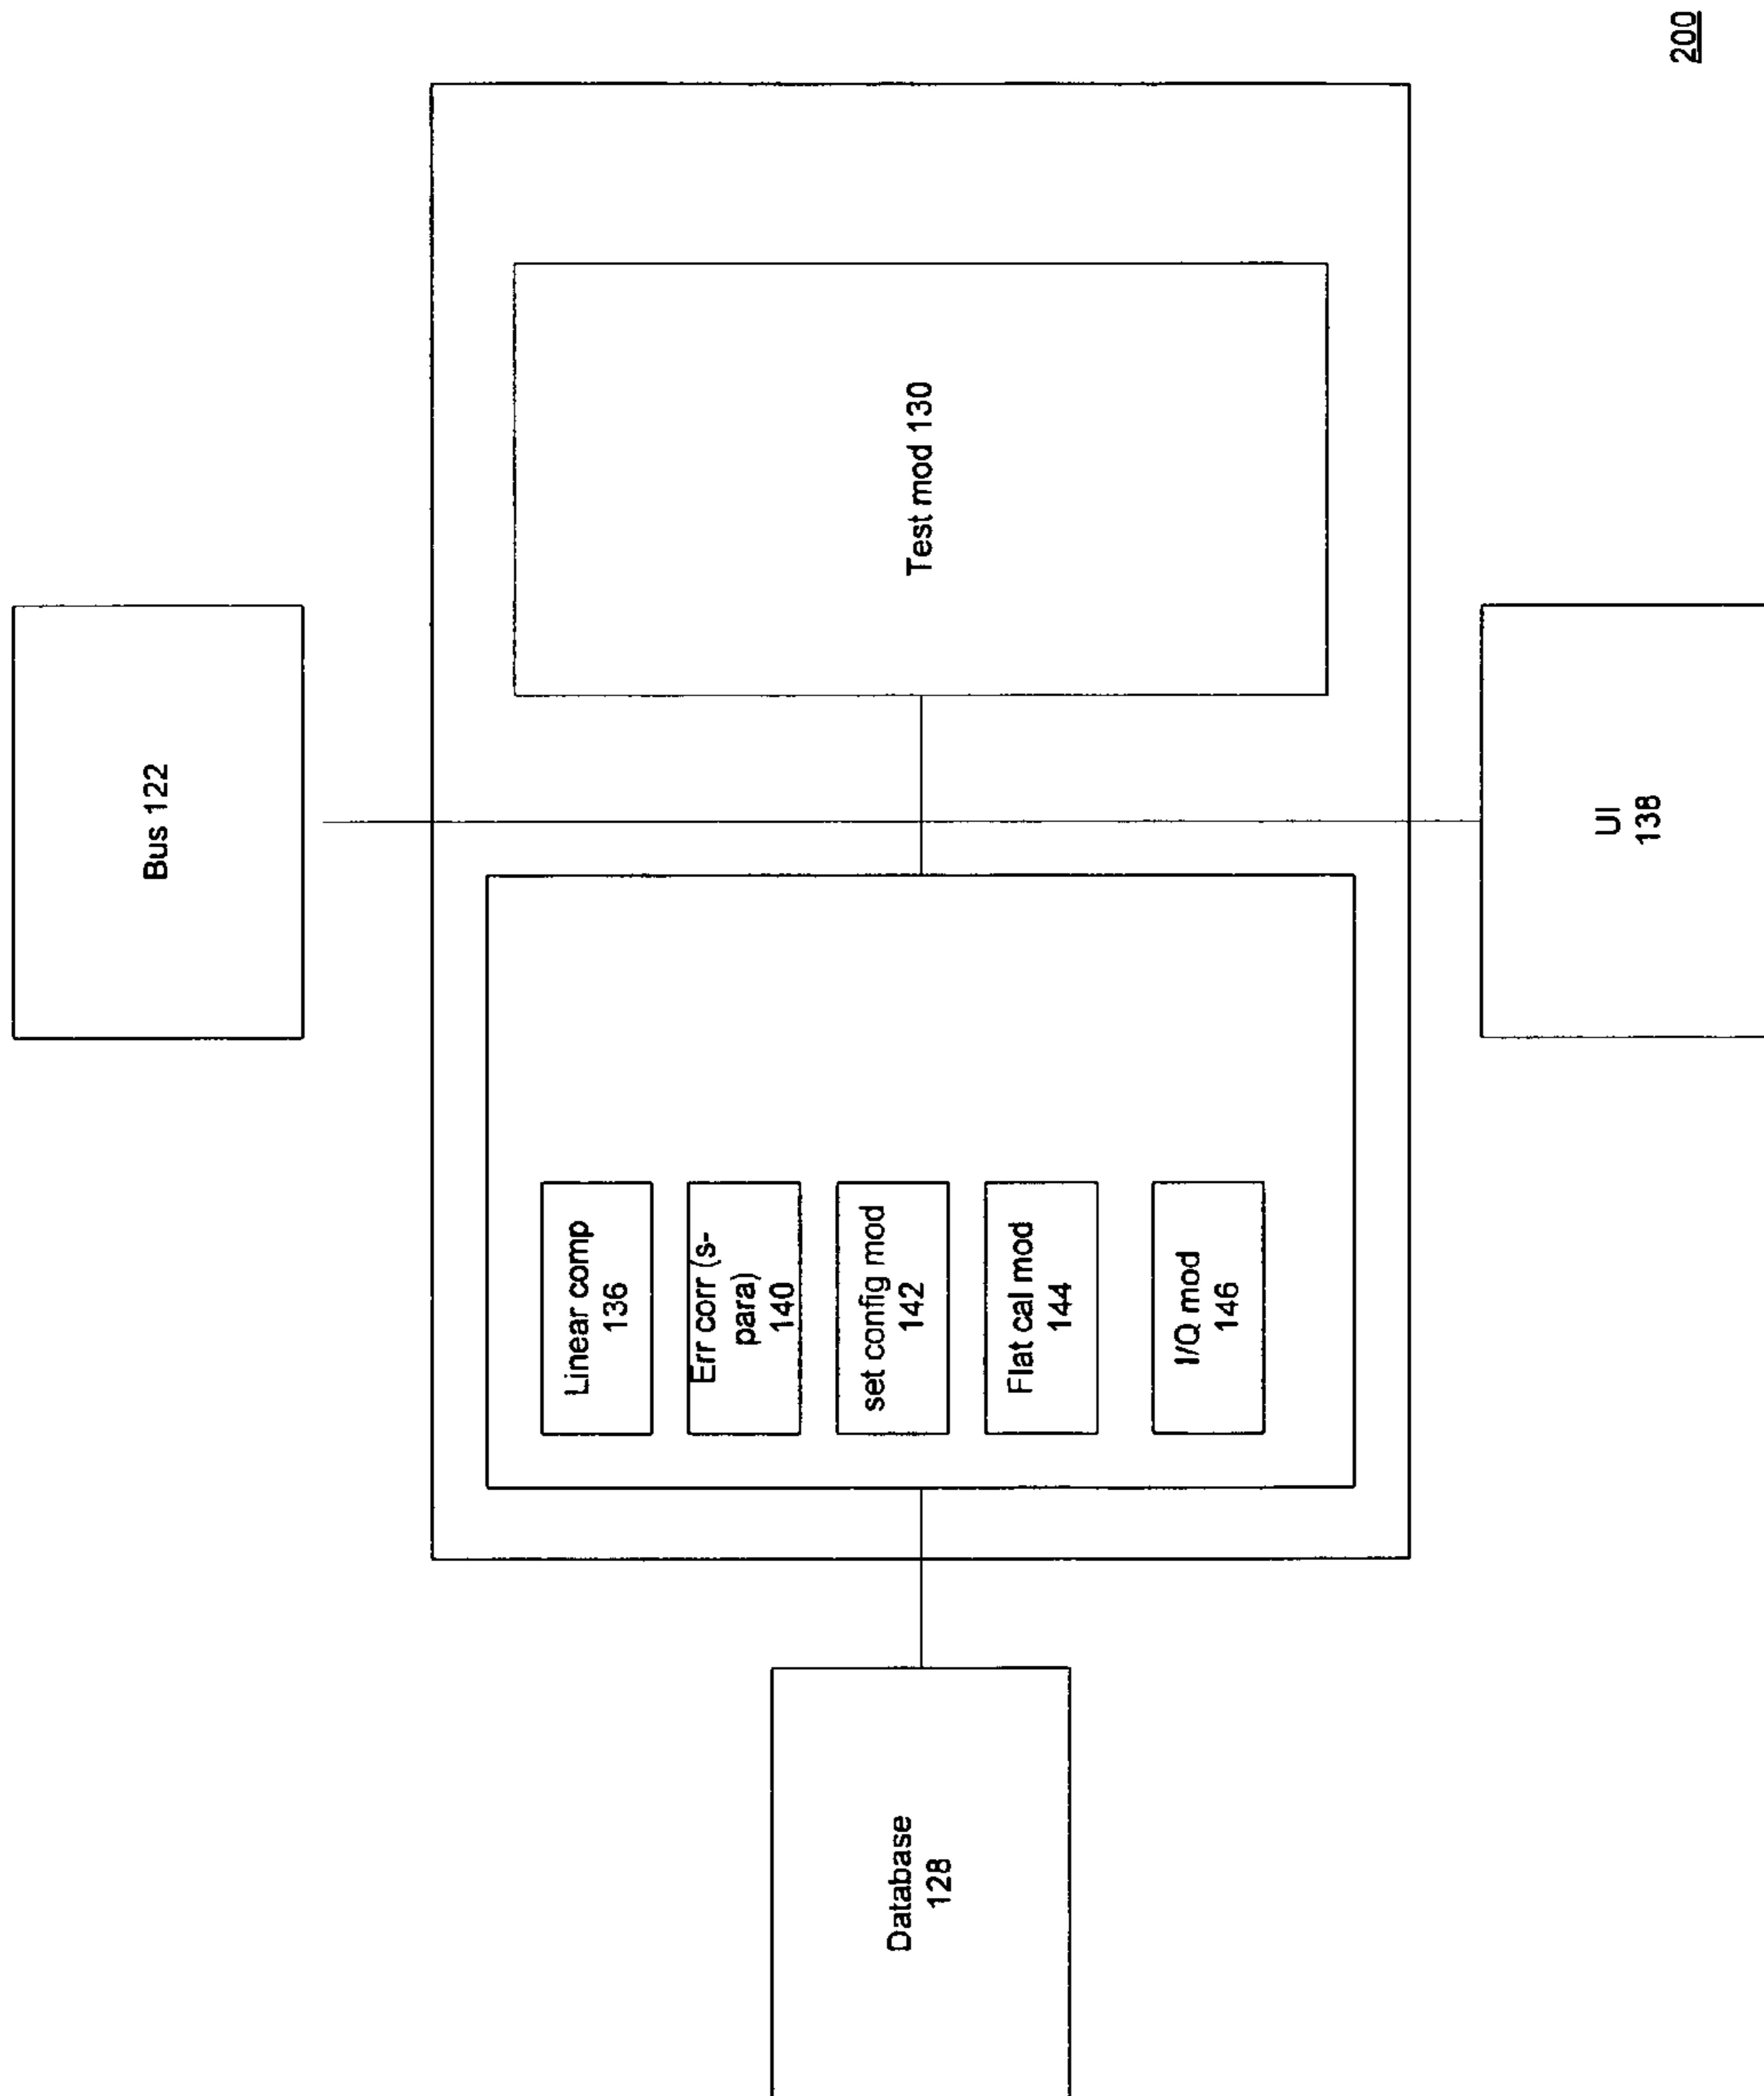 Bus 122
Linear comp
136
Err corr (s-
para)
140
set config mod
142
Flat cal mod
144
I/Q mod
146
Test mod 130
Database
128
UI
138
200